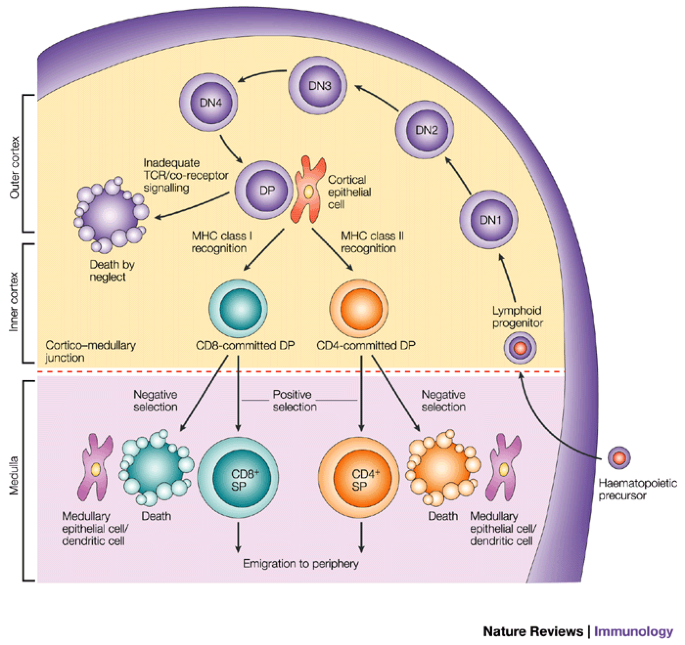 Outer cortex
Inner cortex
Medulla
DN4
DN3
DN2
DN1
Inadequate
TCR/co-receptor
signalling
DP
Cortical
epithelial
cell
Death by
neglect
MHC class I
recognition
MHC class II
recognition
Lymphoid
progenitor
CD8-committed DP
CD4-committed DP
Cortico–medullary
junction
Negative
selection
Positive
selection
Negative
selection
CD8+
SP
CD4+
SP
Haematopoietic
precursor
Medullary
epithelial cell/
dendritic cell
Death
Death
Medullary
epithelial cell/
dendritic cell
Emigration to periphery
Nature Reviews | Immunology